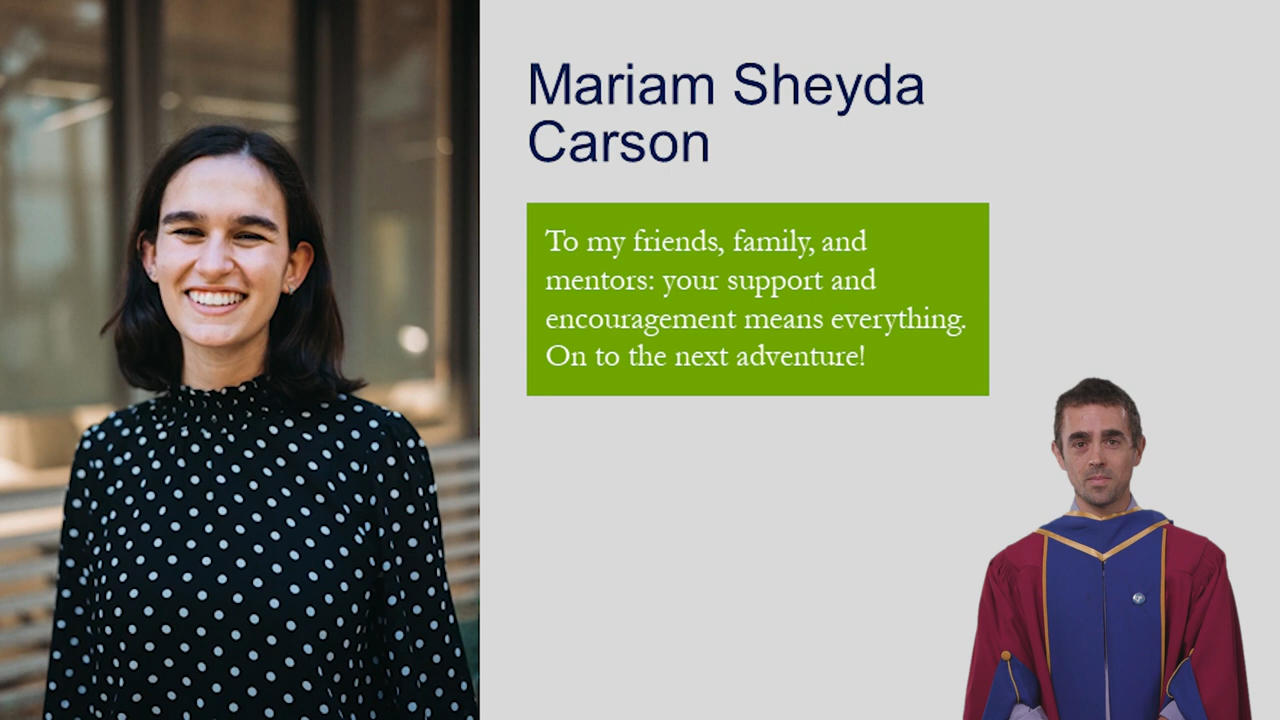 Mariam Sheyda
Carson
To my friends, family, and
mentors: your support and
encouragement means everything.
On to the next adventure!